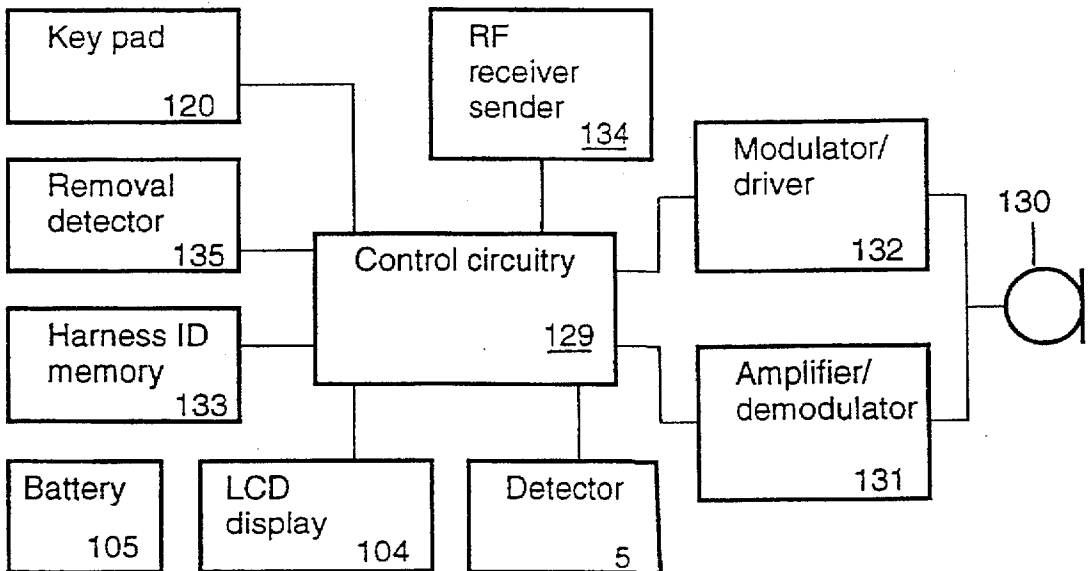 Key pad
120
RF
receiver
sender
134
Removal
detector
135
Modulator/
driver
132
130
Control circuitry
129
Harness ID
memory
133
Amplifier/
demodulator
131
Battery
105
LCD
display
104
Detector
5